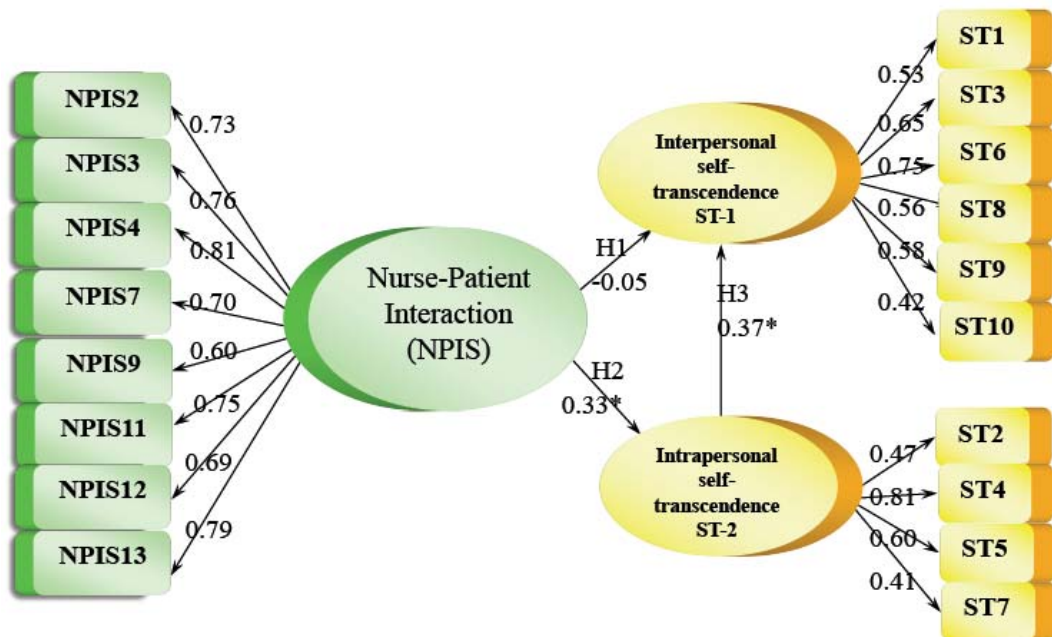 NPIS2
NPIS3
NPIS4
NPIS7
NPIS9
NPIS11
NPIS12
NPIS13
0.73
0.76
0.81
0.70
0.60
0.75
0.69
0.79
Nurse-Patient
Interaction
(NPIS)
H1
-0.05
H2
0.33*
H3
0.37*
Interpersonal
self-
transcendence
ST-1
0.53
0.65
0.75
0.56
0.58
0.42
ST1
ST3
ST6
ST8
ST9
ST10
Intrapersonal
self-
transcendence
ST-2
0.47
0.81
0.60
0.41
ST2
ST4
ST5
ST7